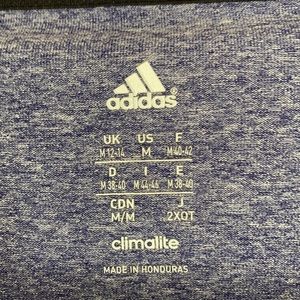 adidas
UK US F
M 12-14 M M 40-42
D I E
M 38-40 M 44-46 M 38-40
CDN J
M/M 2XOT
climalite
MADE IN HONDURAS